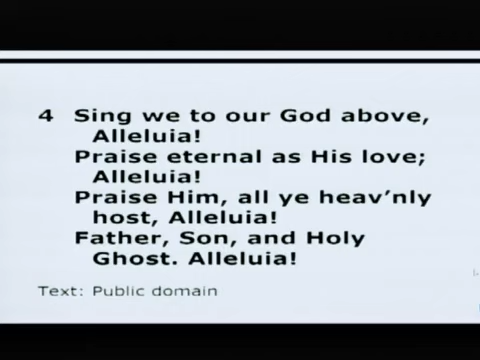 4 Sing we to our God above,
Alleluia!
Praise eternal as His love;
Alleluia!
Praise Him, all ye heav’nly
host, Alleluia!
Father, Son, and Holy
Ghost. Alleluia!
Text: Public domain